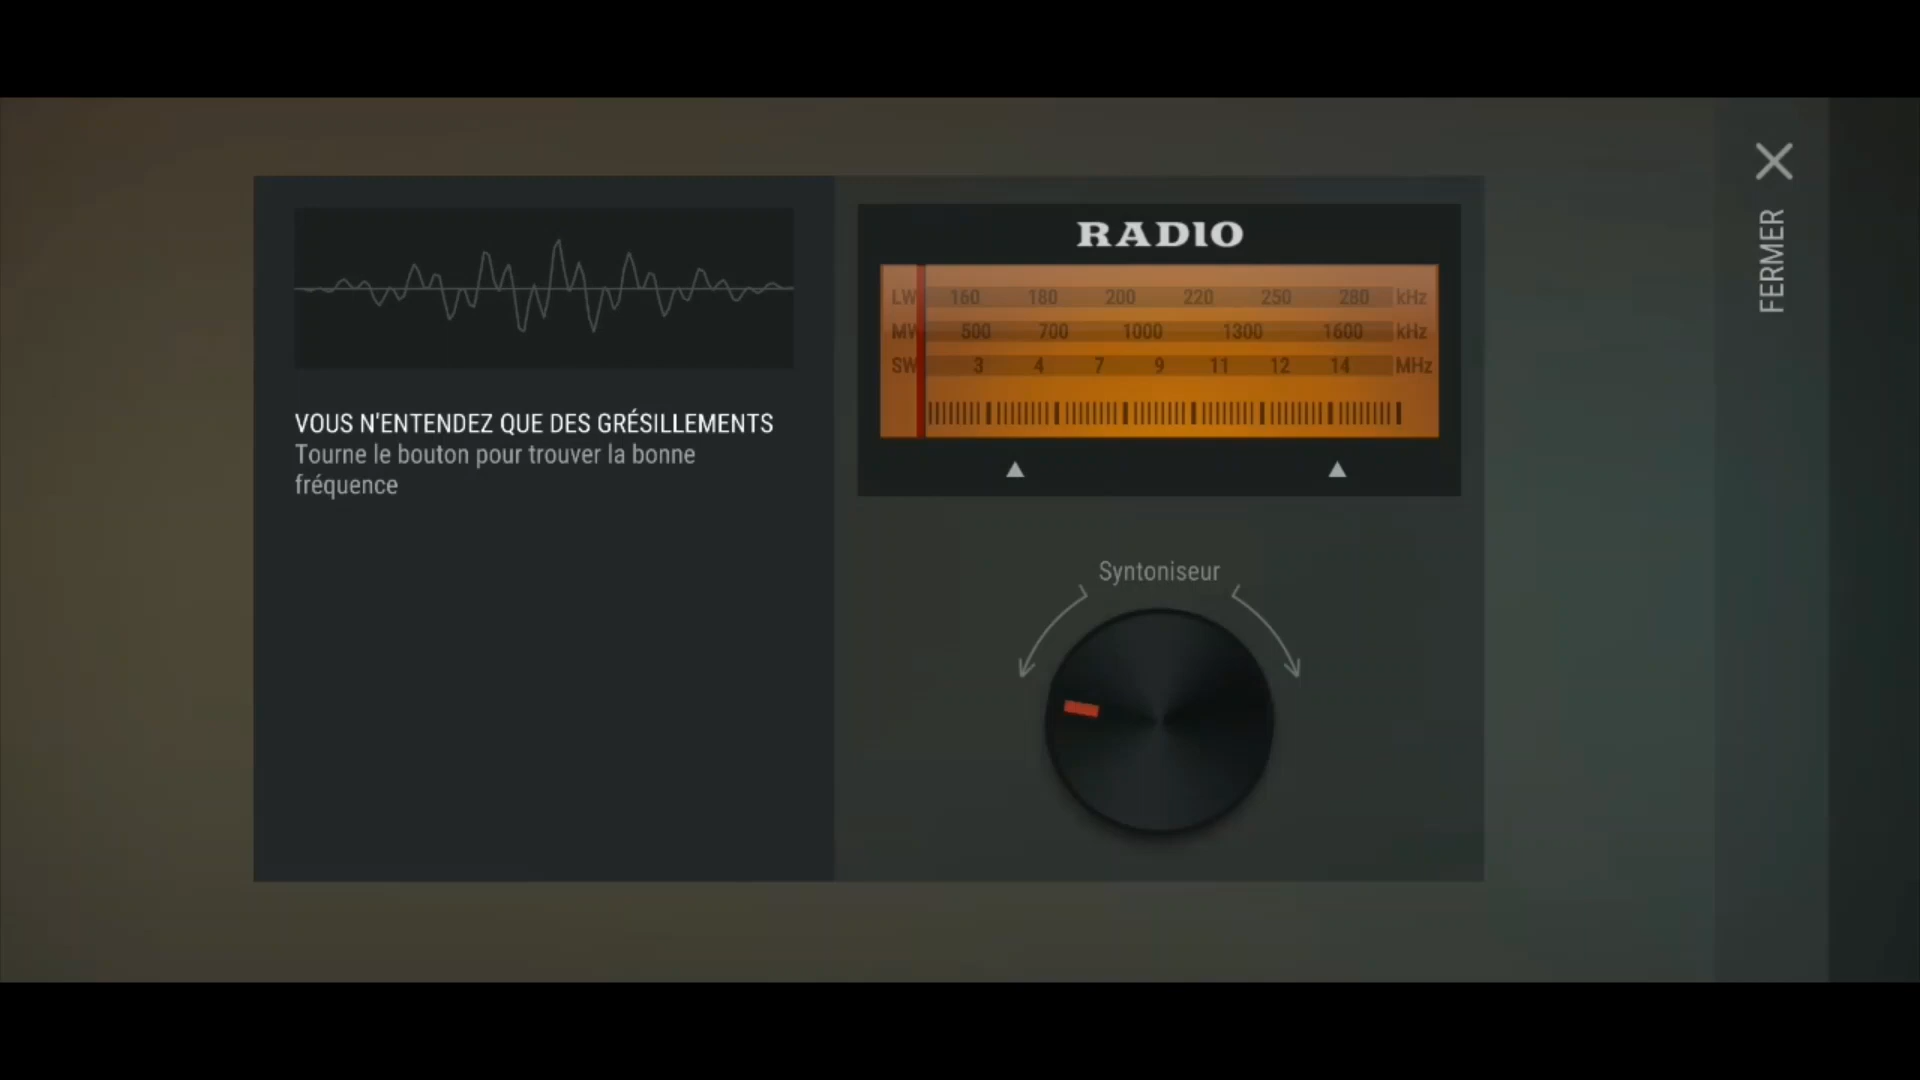 VOUS N'ENTENDEZ QUE DES GRÉSILLEMENTS
Tourne le bouton pour trouver la bonne
fréquence
RADIO
LW 160 180 200 220 250 280 kHz
MW 500 700 1000 1300 1600 kHz
SW 3 4 7 9 11 12 14 MHz
Syntoniseur
FERMER